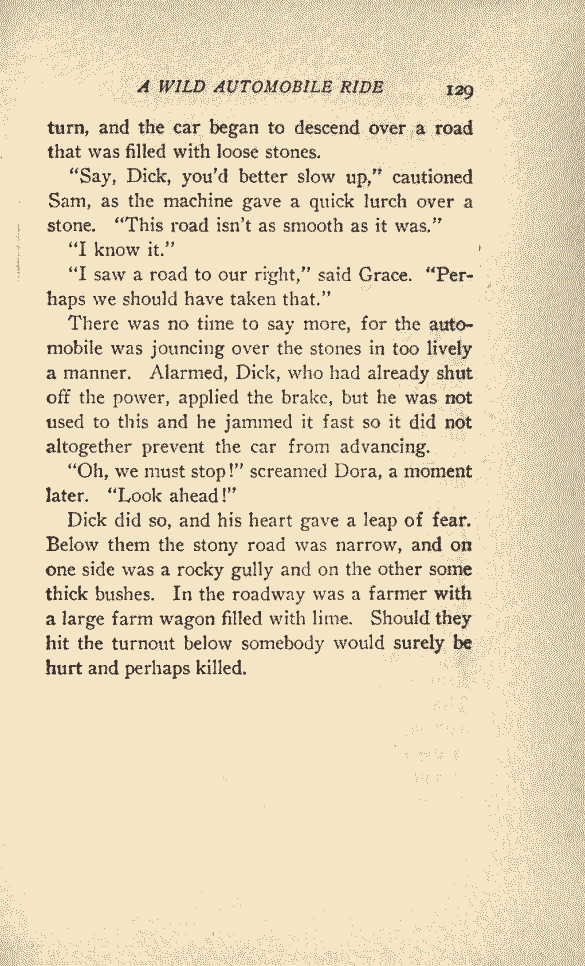 A WILD AUTOMOBILE RIDE 129
turn, and the car began to descend over a road
that was filled with loose stones.
“Say, Dick, you’d better slow up,” cautioned
Sam, as the machine gave a quick lurch over a
stone. “This road isn’t as smooth as it was.”
“I know it.”
“I saw a road to our right,” said Grace. “Per-
haps we should have taken that.”
There was no time to say more, for the auto-
mobile was jouncing over the stones in too lively
a manner. Alarmed, Dick, who had already shut
off the power, applied the brake, but he was not
used to this and he jammed it fast so it did not
altogether prevent the car from advancing.
“Oh, we must stop!” screamed Dora, a moment
later. “Look ahead!”
Dick did so, and his heart gave a leap of fear.
Below them the stony road was narrow, and on
one side was a rocky gully and on the other some
thick bushes. In the roadway was a farmer with
a large farm wagon filled with lime. Should they
hit the turnout below somebody would surely be
hurt and perhaps killed.